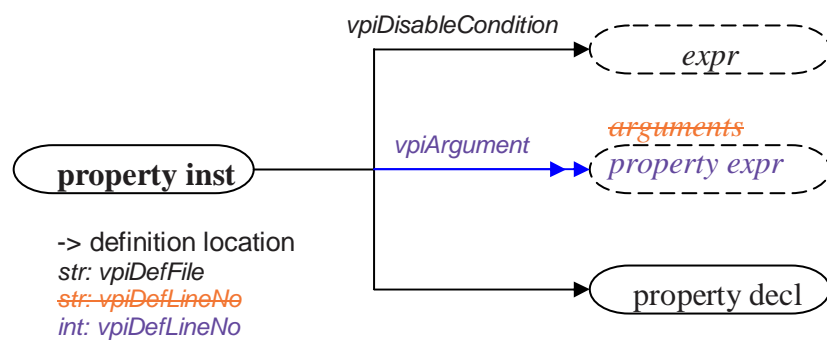 vpiDisableCondition
expr
arguments
vpiArgument
property expr
property inst
-> definition location
str: vpiDefFile
str: vpiDefLineNo
int: vpiDefLineNo
property decl